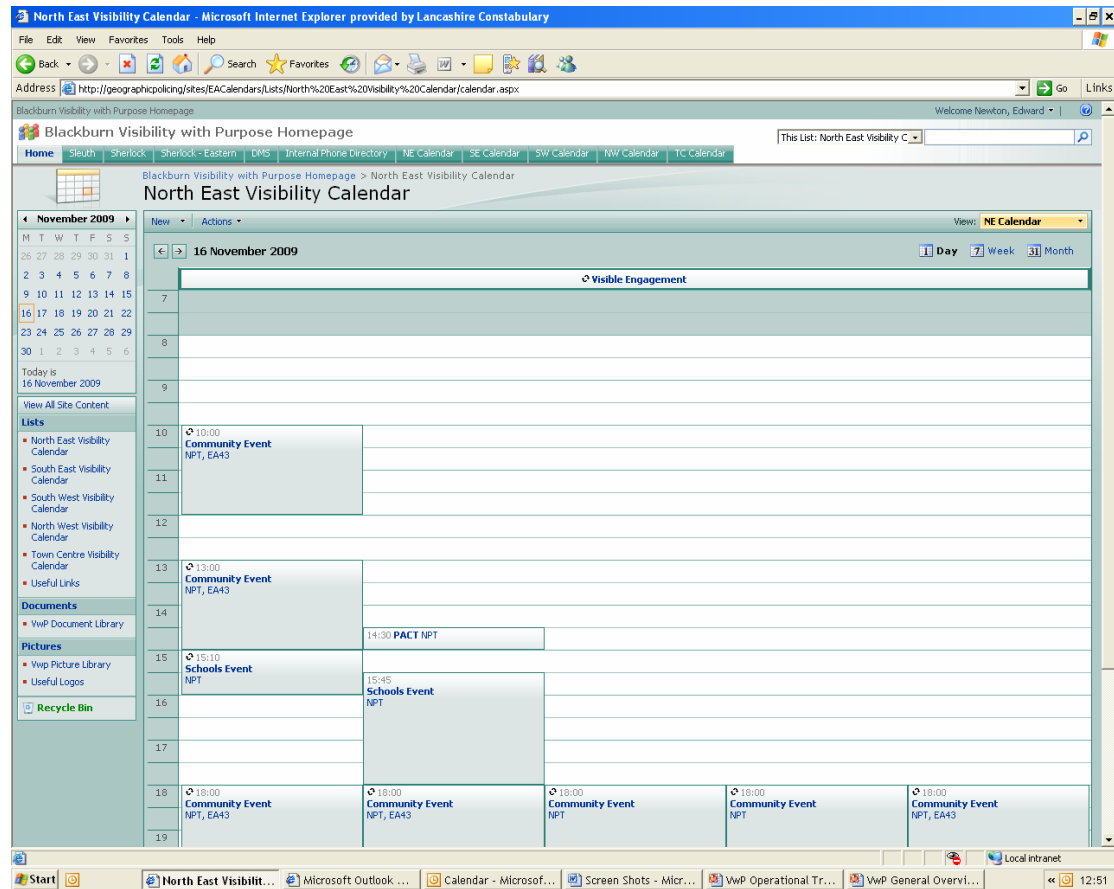 North East Visibility Calendar - Microsoft Internet Explorer provided by Lancashire Constabulary
File Edit View Favorites Tools Help
Back Search Favorites
Address http://geographicpolicing/sites/EACalendars/Lists/North%20East%20Visibility%20Calendar/calendar.aspx Go Links
Blackburn Visibility with Purpose Homepage Welcome Newton, Edward
Blackburn Visibility with Purpose Homepage This List: North East Visibility C
Home Sleuth Sherlock Sherlock - Eastern DMS Internal Phone Directory NE Calendar SE Calendar SW Calendar NW Calendar TC Calendar
Blackburn Visibility with Purpose Homepage > North East Visibility Calendar
North East Visibility Calendar
November 2009
M T W T F S S
26 27 28 29 30 31 1
2 3 4 5 6 7 8
9 10 11 12 13 14 15
16 17 18 19 20 21 22
23 24 25 26 27 28 29
30 1 2 3 4 5 6
Today is
16 November 2009
View All Site Content
Lists
North East Visibility
Calendar
South East Visibility
Calendar
South West Visibility
Calendar
North West Visibility
Calendar
Town Centre Visibility
Calendar
Useful Links
Documents
VwP Document Library
Pictures
Vwp Picture Library
Useful Logos
Recycle Bin
New Actions View: NE Calendar
16 November 2009 1 Day 7 Week 31 Month
Visible Engagement
7
8
9
10 10:00
Community Event
NPT, EA43
11
12
13 13:00
Community Event
NPT, EA43
14
14:30 PACT NPT
15 15:10
Schools Event
NPT
15:45
Schools Event
NPT
16
17
18 18:00 18:00 18:00 18:00 18:00
Community Event Community Event Community Event Community Event Community Event
NPT, EA43 NPT, EA43 NPT NPT NPT, EA43
19
Local intranet
Start North East Visibilit... Microsoft Outlook ... Calendar - Microsof... Screen Shots - Micr... VwP Operational Tr... VwP General Overvi... 12:51